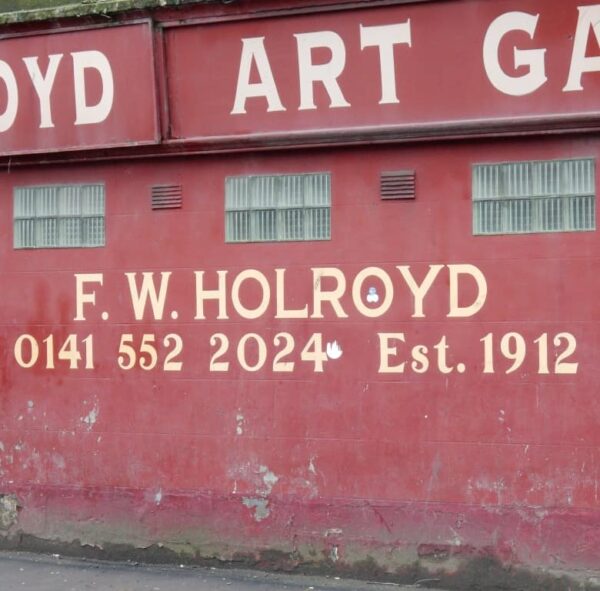 OYD ART GA
F. W. HOLROYD
0141 552 2024 Est. 1912